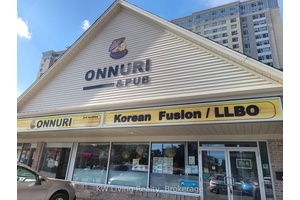 ONNURI
& PUB
ONNURI
Korean Fusion / LLBO
KW Living Realty, Brokerage